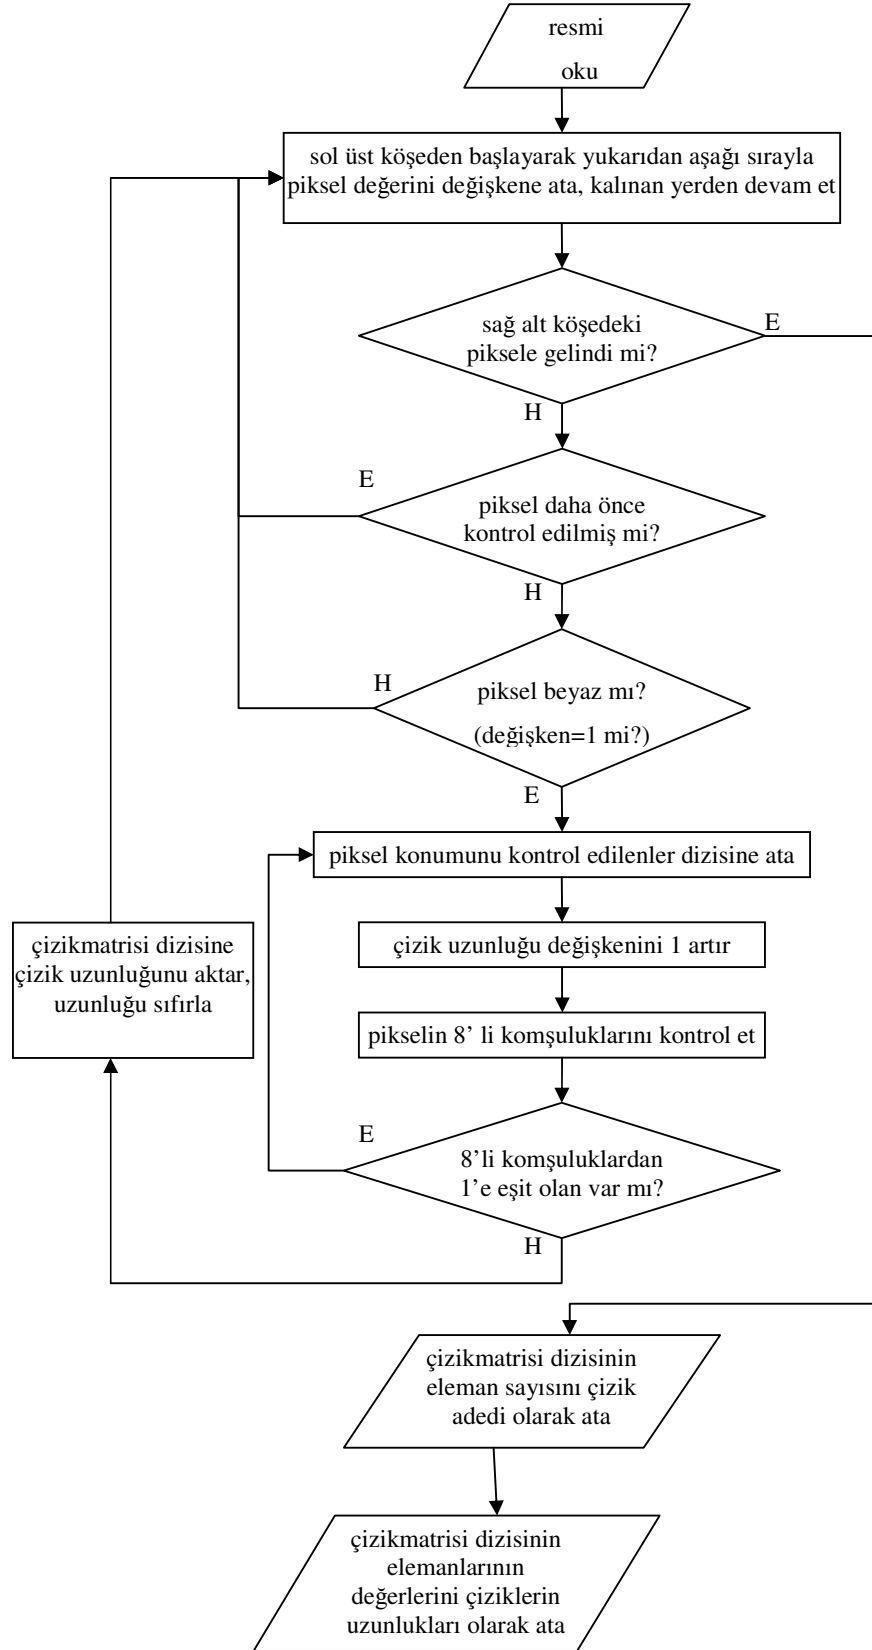 resmi
oku
sol üst köşeden başlayarak yukarıdan aşağı sırayla
piksel değerini değişkene ata, kalınan yerden devam et
sağ alt köşedeki
piksele gelindi mi?
E
H
piksel daha önce
kontrol edilmiş mi?
E
H
piksel beyaz mı?
(değişken=1 mi?)
H
E
piksel konumunu kontrol edilenler dizisine ata
çizik uzunluğu değişkenini 1 artır
pikselin 8’ li komşuluklarını kontrol et
8’li komşuluklardan
1’e eşit olan var mı?
E
H
çizikmatrisi dizisine
çizik uzunluğunu aktar,
uzunluğu sıfırla
çizikmatrisi dizisinin
eleman sayısını çizik
adedi olarak ata
çizikmatrisi dizisinin
elemanlarının
değerlerini çiziklerin
uzunlukları olarak ata